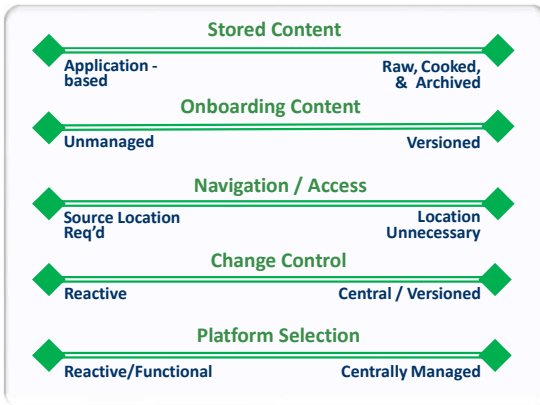 Stored Content
Application -
based
Raw, Cooked,
& Archived
Onboarding Content
Unmanaged
Versioned
Navigation / Access
Source Location
Req’d
Location
Unnecessary
Change Control
Reactive
Central / Versioned
Platform Selection
Reactive/Functional
Centrally Managed